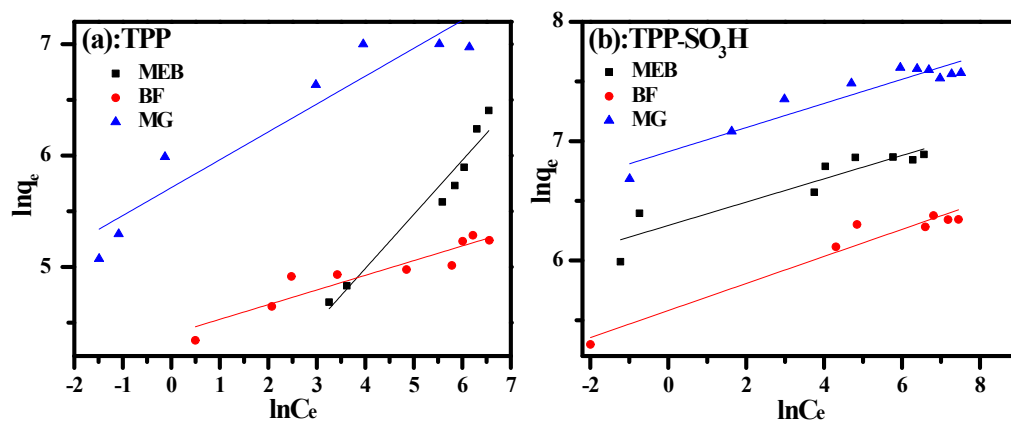 (a):TPP
MEB
BF
MG
lnqₑ
7
6
5
-2 -1 0 1 2 3 4 5 6 7
lnCₑ
(b):TPP-SO₃H
MEB
BF
MG
lnqₑ
8
7
6
-2 0 2 4 6 8
lnCₑ